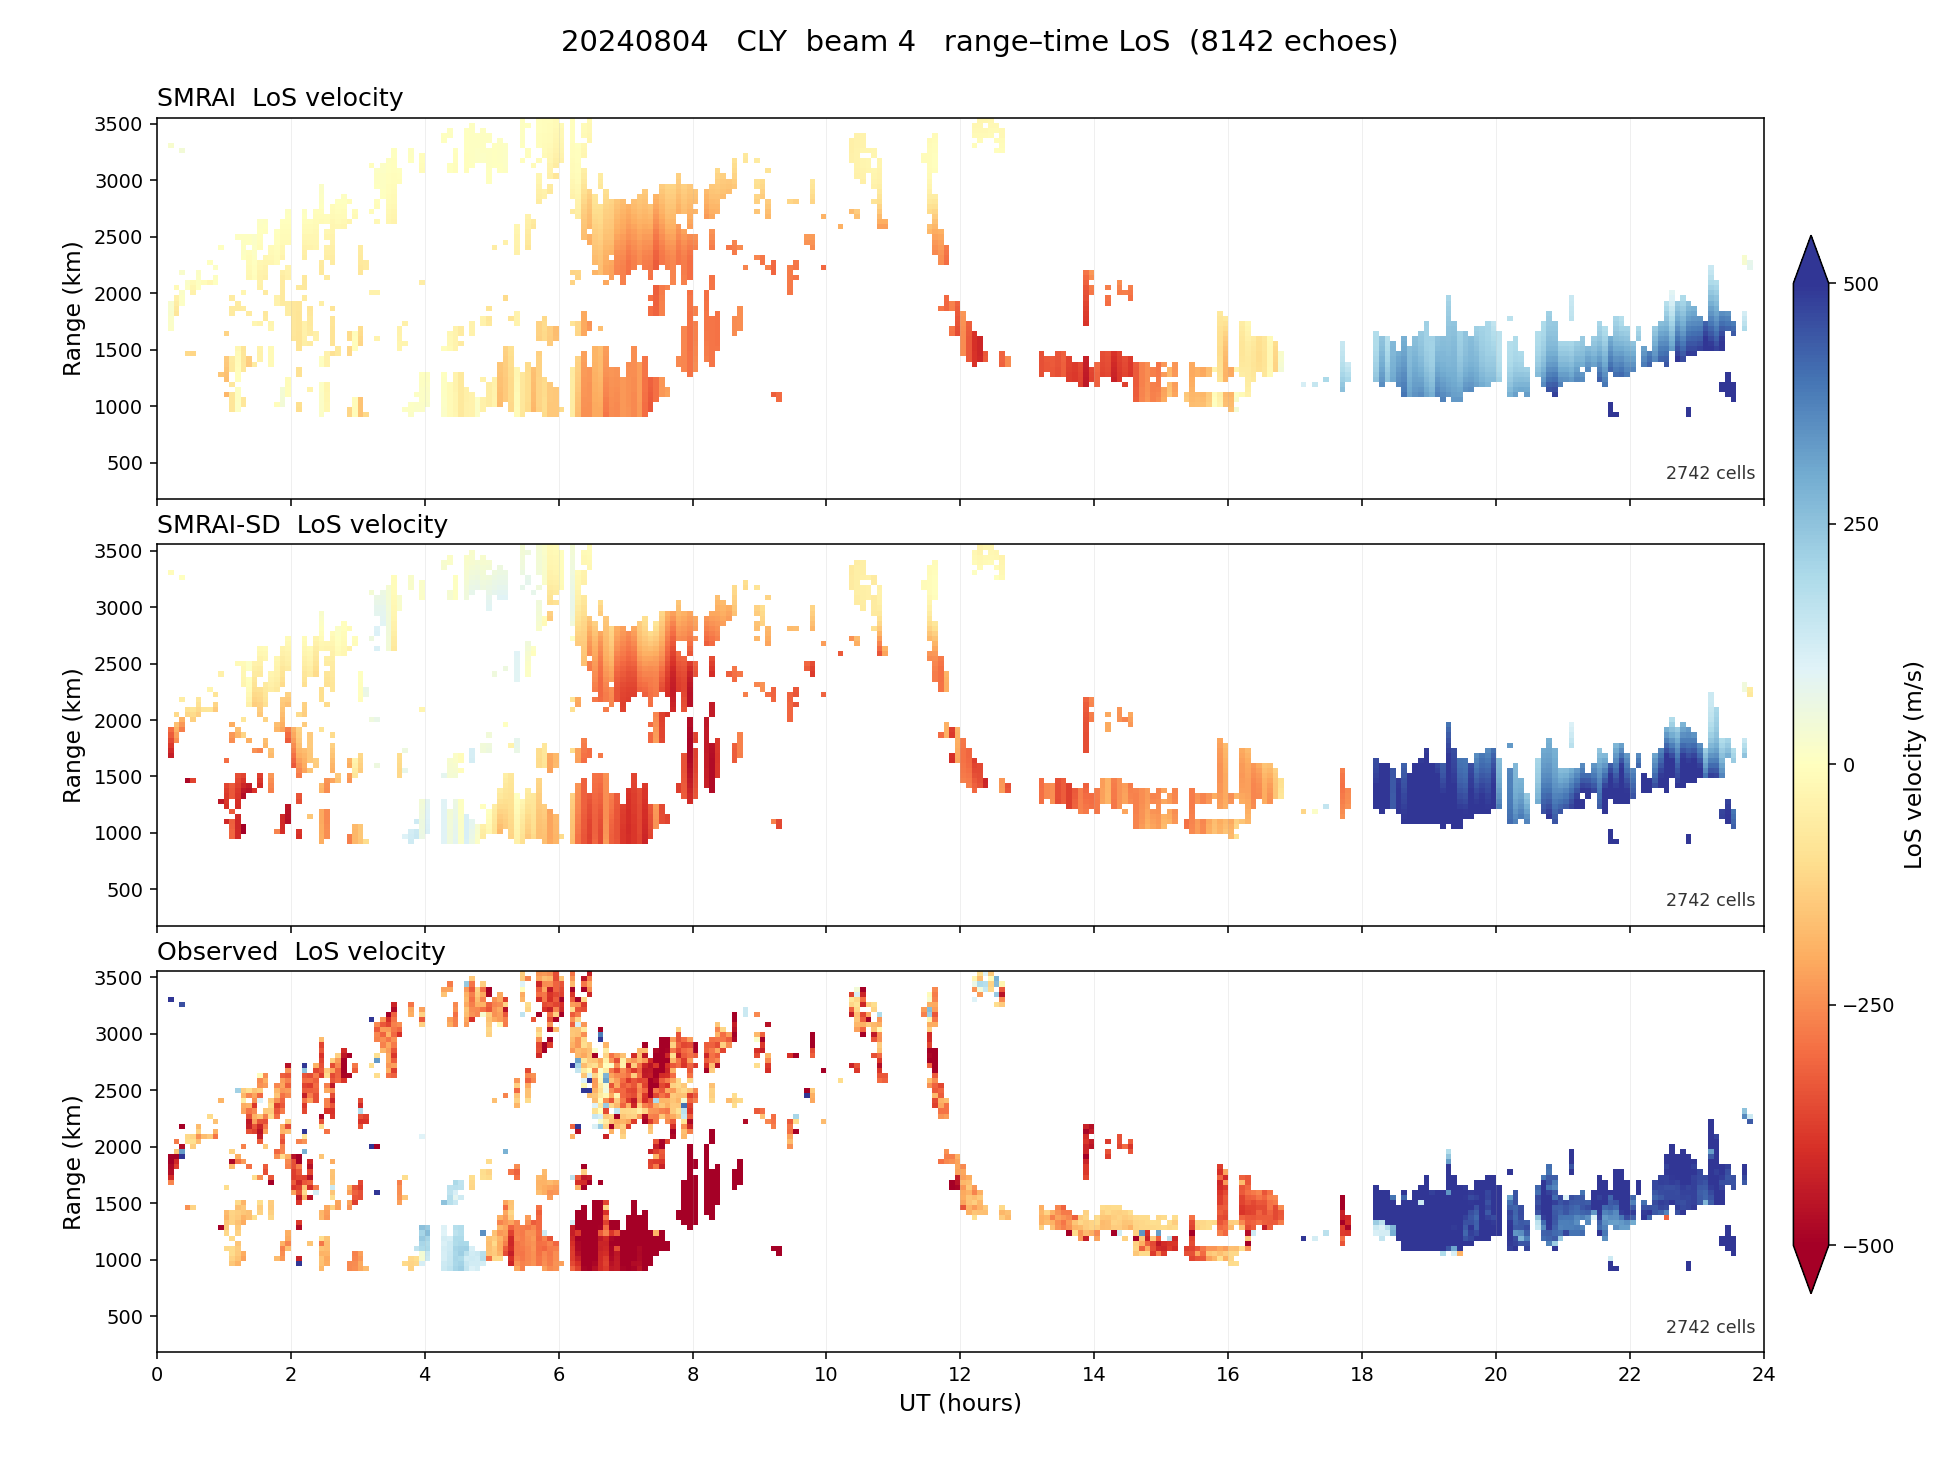 20240804   CLY  beam 4   range–time LoS  (8142 echoes)
SMRAI  LoS velocity
3500
3000
2500
2000
1500
1000
500
Range (km)
2742 cells
SMRAI-SD  LoS velocity
3500
3000
2500
2000
1500
1000
500
Range (km)
2742 cells
Observed  LoS velocity
3500
3000
2500
2000
1500
1000
500
Range (km)
2742 cells
0 2 4 6 8 10 12 14 16 18 20 22 24
UT (hours)
500
250
0
−250
−500
LoS velocity (m/s)